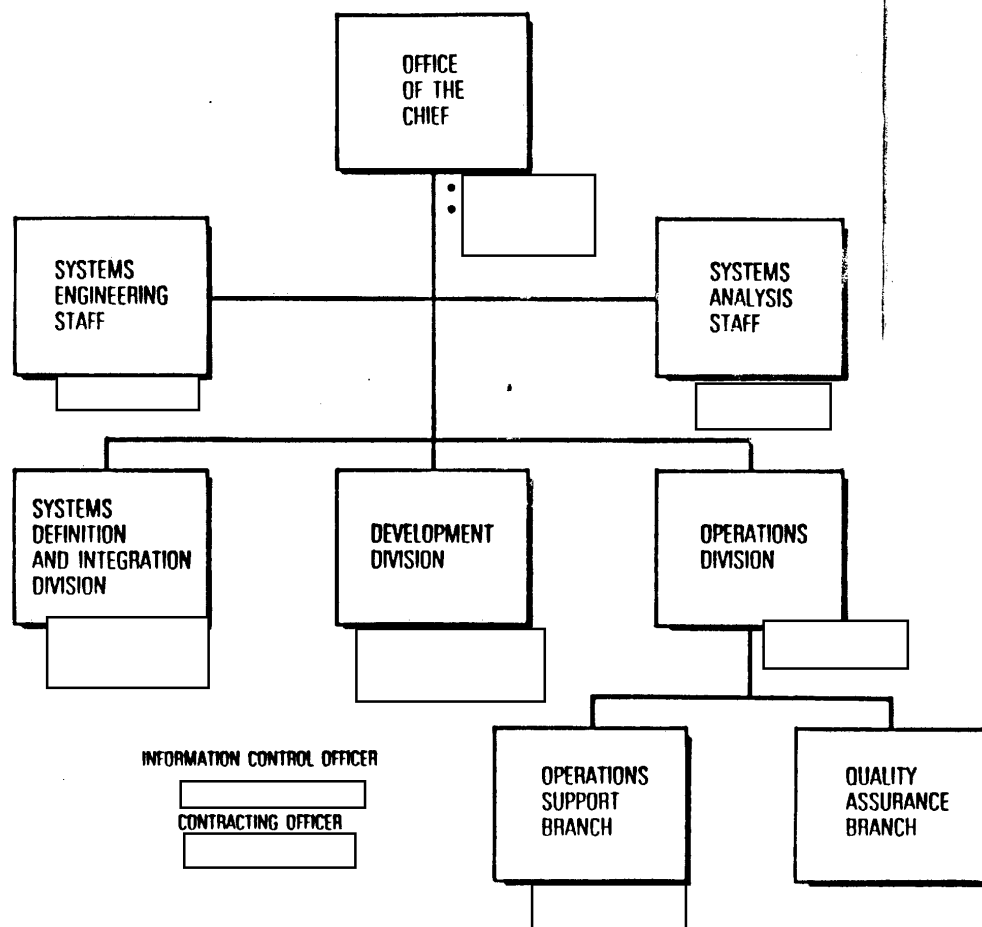 OFFICE
OF THE
CHIEF
SYSTEMS
ENGINEERING
STAFF
SYSTEMS
ANALYSIS
STAFF
SYSTEMS
DEFINITION
AND INTEGRATION
DIVISION
DEVELOPMENT
DIVISION
OPERATIONS
DIVISION
INFORMATION CONTROL OFFICER
CONTRACTING OFFICER
OPERATIONS
SUPPORT
BRANCH
QUALITY
ASSURANCE
BRANCH